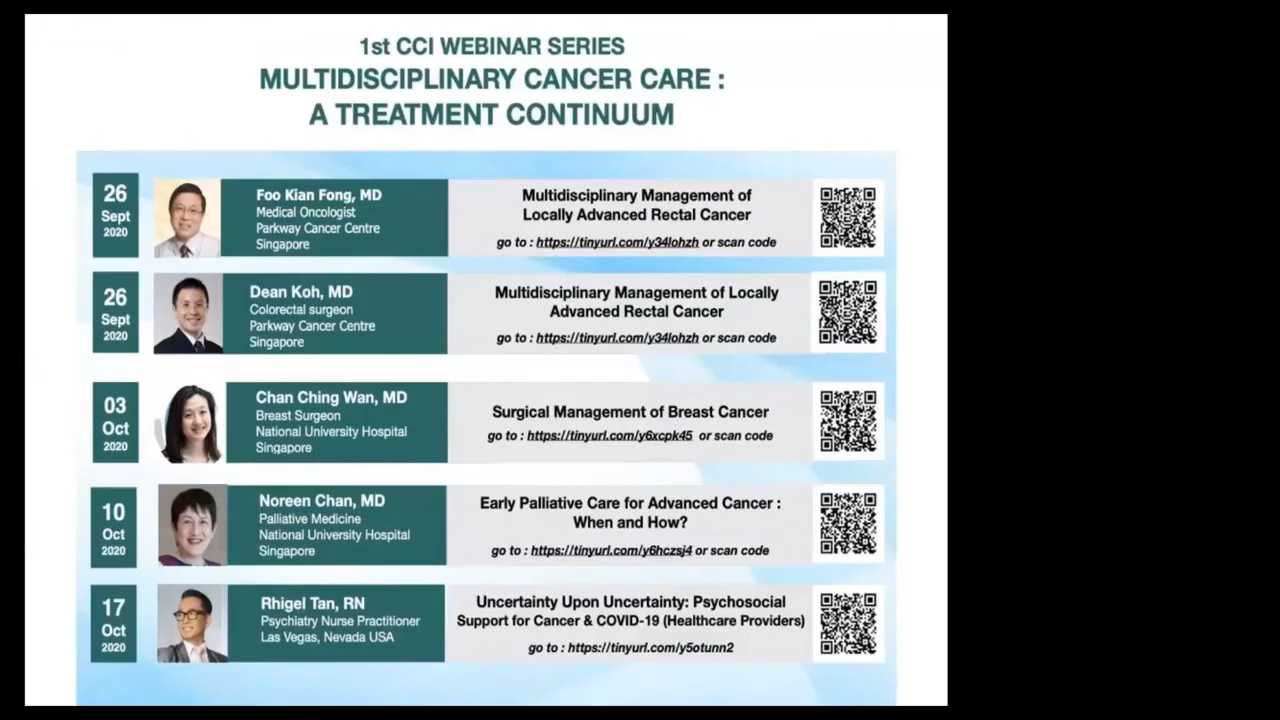 1st CCI WEBINAR SERIES
MULTIDISCIPLINARY CANCER CARE :
A TREATMENT CONTINUUM
26
Sept
2020
Foo Kian Fong, MD
Medical Oncologist
Parkway Cancer Centre
Singapore
Multidisciplinary Management of
Locally Advanced Rectal Cancer
go to : https://tinyurl.com/y34lohzh or scan code
26
Sept
2020
Dean Koh, MD
Colorectal surgeon
Parkway Cancer Centre
Singapore
Multidisciplinary Management of Locally
Advanced Rectal Cancer
go to : https://tinyurl.com/y34lohzh or scan code
03
Oct
2020
Chan Ching Wan, MD
Breast Surgeon
National University Hospital
Singapore
Surgical Management of Breast Cancer
go to : https://tinyurl.com/y6xcpk45 or scan code
10
Oct
2020
Noreen Chan, MD
Palliative Medicine
National University Hospital
Singapore
Early Palliative Care for Advanced Cancer :
When and How?
go to : https://tinyurl.com/y6hczsj4 or scan code
17
Oct
2020
Rhigel Tan, RN
Psychiatry Nurse Practitioner
Las Vegas, Nevada USA
Uncertainty Upon Uncertainty: Psychosocial
Support for Cancer & COVID-19 (Healthcare Providers)
go to : https://tinyurl.com/y5otunn2